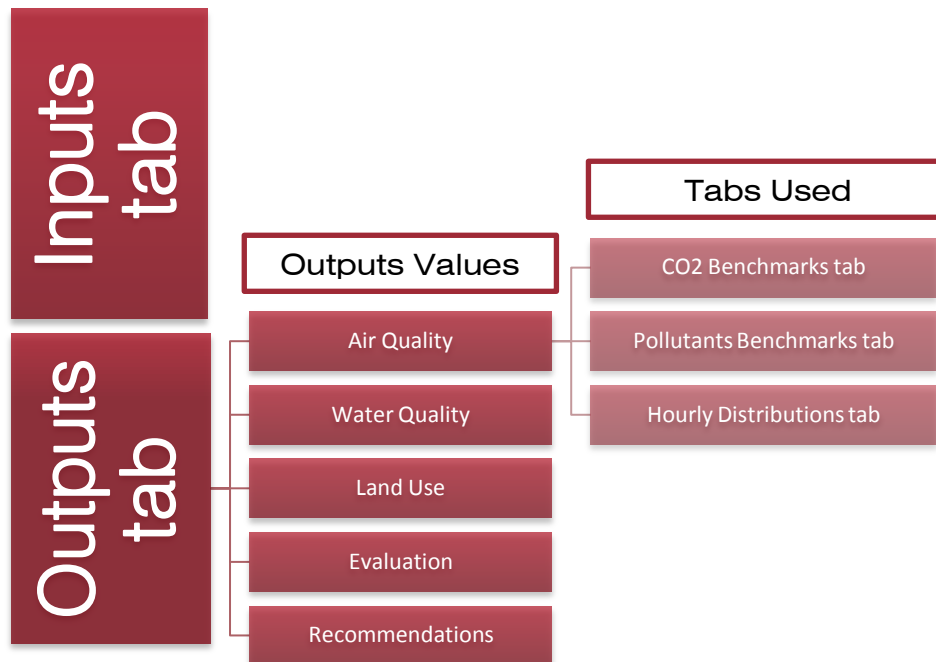 Inputs
tab
Outputs
tab
Outputs Values
Air Quality
Water Quality
Land Use
Evaluation
Recommendations
Tabs Used
CO2 Benchmarks tab
Pollutants Benchmarks tab
Hourly Distributions tab